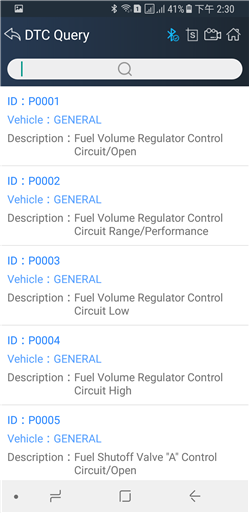 41% 下午 2:30
DTC Query
ID：P0001
Vehicle：GENERAL
Description：Fuel Volume Regulator Control
Circuit/Open
ID：P0002
Vehicle：GENERAL
Description：Fuel Volume Regulator Control
Circuit Range/Performance
ID：P0003
Vehicle：GENERAL
Description：Fuel Volume Regulator Control
Circuit Low
ID：P0004
Vehicle：GENERAL
Description：Fuel Volume Regulator Control
Circuit High
ID：P0005
Vehicle：GENERAL
Description：Fuel Shutoff Valve "A" Control
Circuit/Open